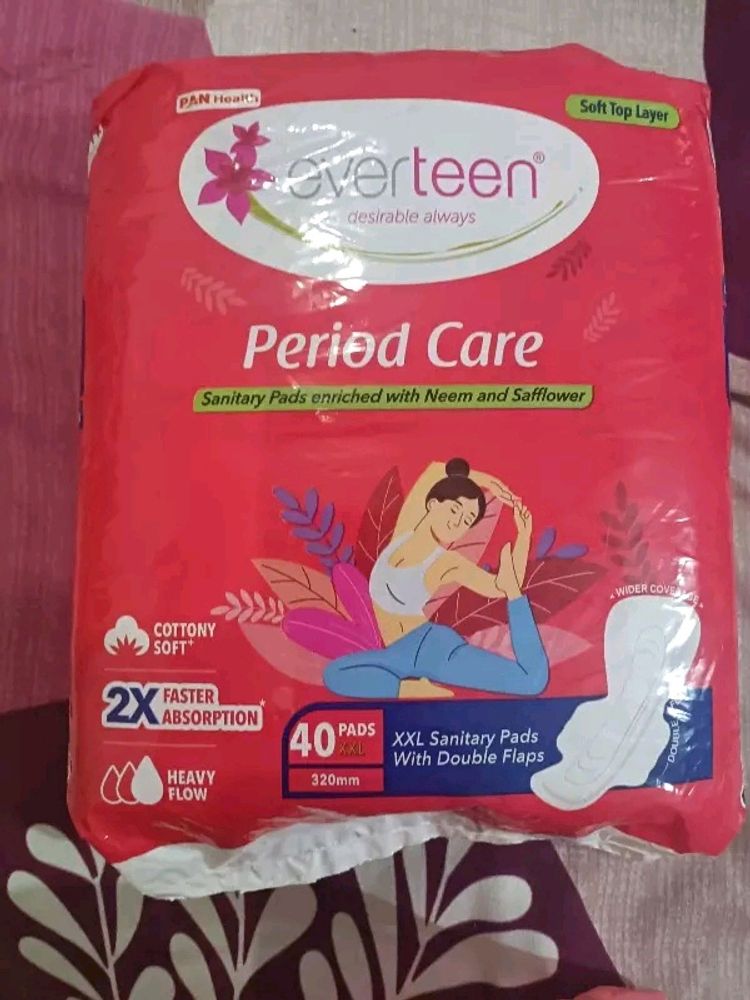 PAN Health
Soft Top Layer
everteen®
desirable always
Period Care
Sanitary Pads enriched with Neem and Safflower
WIDER COVERAGE
COTTONY
SOFT+
2X FASTER
ABSORPTION*
HEAVY
FLOW
40 PADS
XXL
320mm
XXL Sanitary Pads
With Double Flaps
DOUBLE